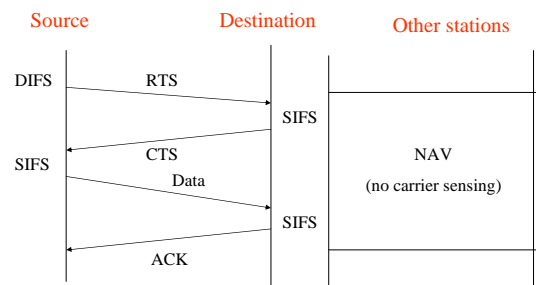 Source
Destination
Other stations
DIFS
RTS
SIFS
CTS
SIFS
Data
NAV
(no carrier sensing)
SIFS
ACK